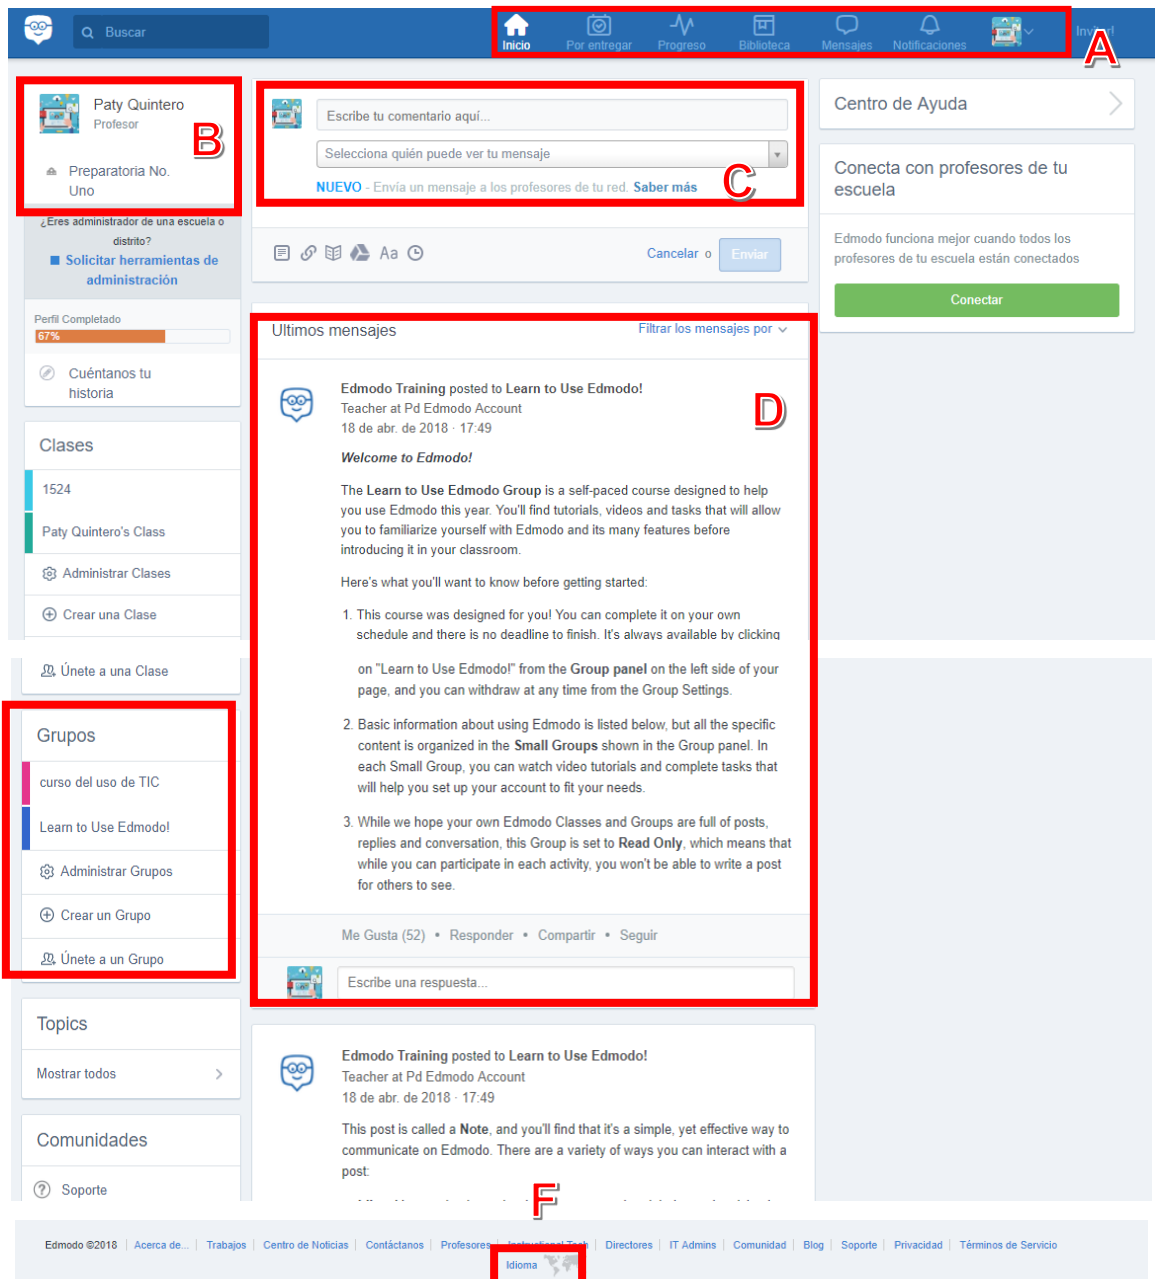 Buscar
Inicio
Por entregar
Progreso
Biblioteca
Mensajes
Notificaciones
Invitar!
A
Paty Quintero
Profesor
B
Preparatoria No.
Uno
¿Eres administrador de una escuela o
distrito?
Solicitar herramientas de
administración
Perfil Completado
67%
Cuéntanos tu
historia
Clases
1524
Paty Quintero's Class
Administrar Clases
Crear una Clase
Únete a una Clase
Grupos
curso del uso de TIC
Learn to Use Edmodo!
Administrar Grupos
Crear un Grupo
Únete a un Grupo
Topics
Mostrar todos
Comunidades
Soporte
Escribe tu comentario aquí...
Selecciona quién puede ver tu mensaje
NUEVO - Envía un mensaje a los profesores de tu red. Saber más
C
Aa
Cancelar o Enviar
Ultimos mensajes
Filtrar los mensajes por
D
Edmodo Training posted to Learn to Use Edmodo!
Teacher at Pd Edmodo Account
18 de abr. de 2018 · 17:49
Welcome to Edmodo!
The Learn to Use Edmodo Group is a self-paced course designed to help
you use Edmodo this year. You'll find tutorials, videos and tasks that will allow
you to familiarize yourself with Edmodo and its many features before
introducing it in your classroom.
Here's what you'll want to know before getting started:
1. This course was designed for you! You can complete it on your own
schedule and there is no deadline to finish. It's always available by clicking
on "Learn to Use Edmodo!" from the Group panel on the left side of your
page, and you can withdraw at any time from the Group Settings.
2. Basic information about using Edmodo is listed below, but all the specific
content is organized in the Small Groups shown in the Group panel. In
each Small Group, you can watch video tutorials and complete tasks that
will help you set up your account to fit your needs.
3. While we hope your own Edmodo Classes and Groups are full of posts,
replies and conversation, this Group is set to Read Only, which means that
while you can participate in each activity, you won't be able to write a post
for others to see.
Me Gusta (52) • Responder • Compartir • Seguir
Escribe una respuesta...
Edmodo Training posted to Learn to Use Edmodo!
Teacher at Pd Edmodo Account
18 de abr. de 2018 · 17:49
This post is called a Note, and you'll find that it's a simple, yet effective way to
communicate on Edmodo. There are a variety of ways you can interact with a
post:
Centro de Ayuda
Conecta con profesores de tu
escuela
Edmodo funciona mejor cuando todos los
profesores de tu escuela están conectados
Conectar
F
Edmodo ©2018 | Acerca de... | Trabajos | Centro de Noticias | Contáctanos | Profesores | Instructional Tech | Directores | IT Admins | Comunidad | Blog | Soporte | Privacidad | Términos de Servicio
Idioma